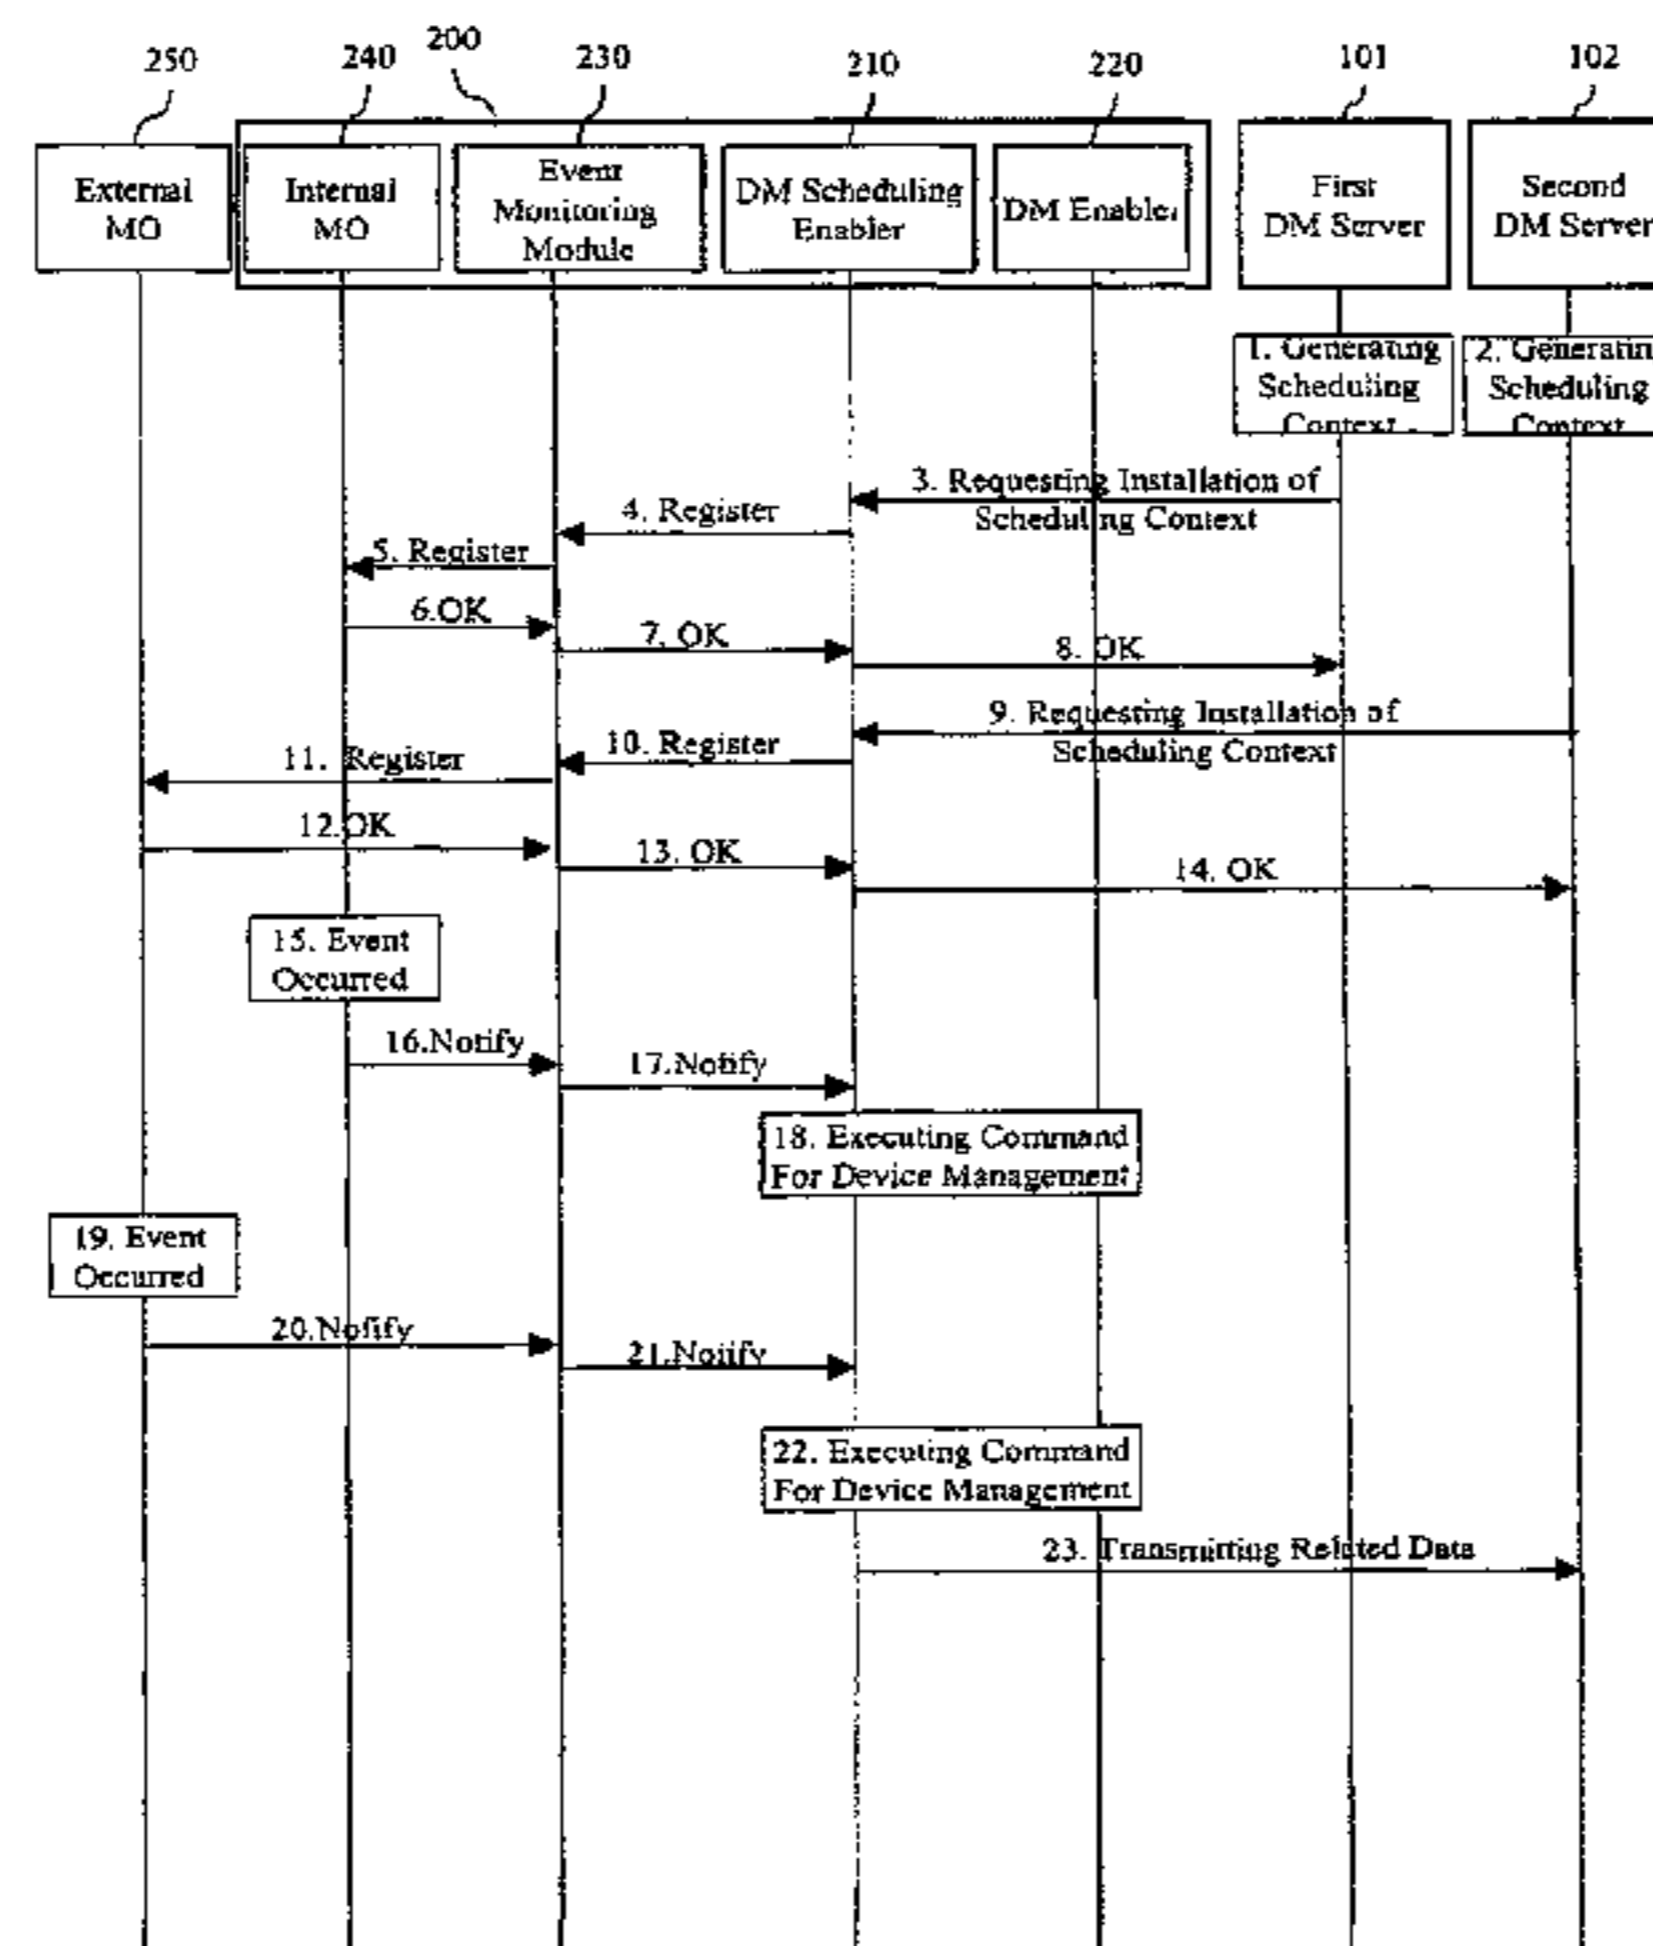 250
240
200
230
210
220
101
102
External
MO
Internal
MO
Event
Monitoring
Module
DM Scheduling
Enabler
DM Enabler
First
DM Server
Second
DM Server
1. Generating
Scheduling
Context
2. Generatin
Scheduling
Context
3. Requesting Installation of
Scheduling Context
4. Register
5. Register
6.OK
7. OK
8. OK
9. Requesting Installation of
Scheduling Context
10. Register
11. Register
12.OK
13. OK
14. OK
15. Event
Occurred
16.Notify
17.Notify
18. Executing Command
For Device Management
19. Event
Occurred
20.Notify
21.Notify
22. Executing Command
For Device Management
23. Transmitting Related Data